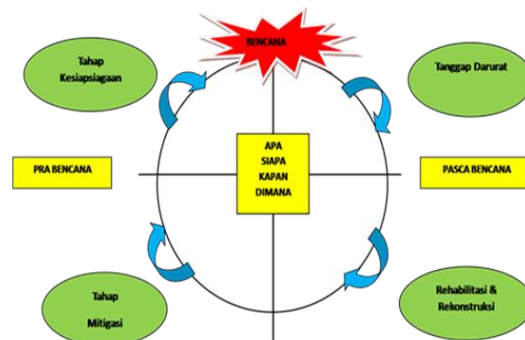 BENCANA
Tahap
Kesiapsiagaan
Tanggap Darurat
PRA BENCANA
APA
SIAPA
KAPAN
DIMANA
PASCA BENCANA
Tahap
Mitigasi
Rehabilitasi &
Rekonstruksi